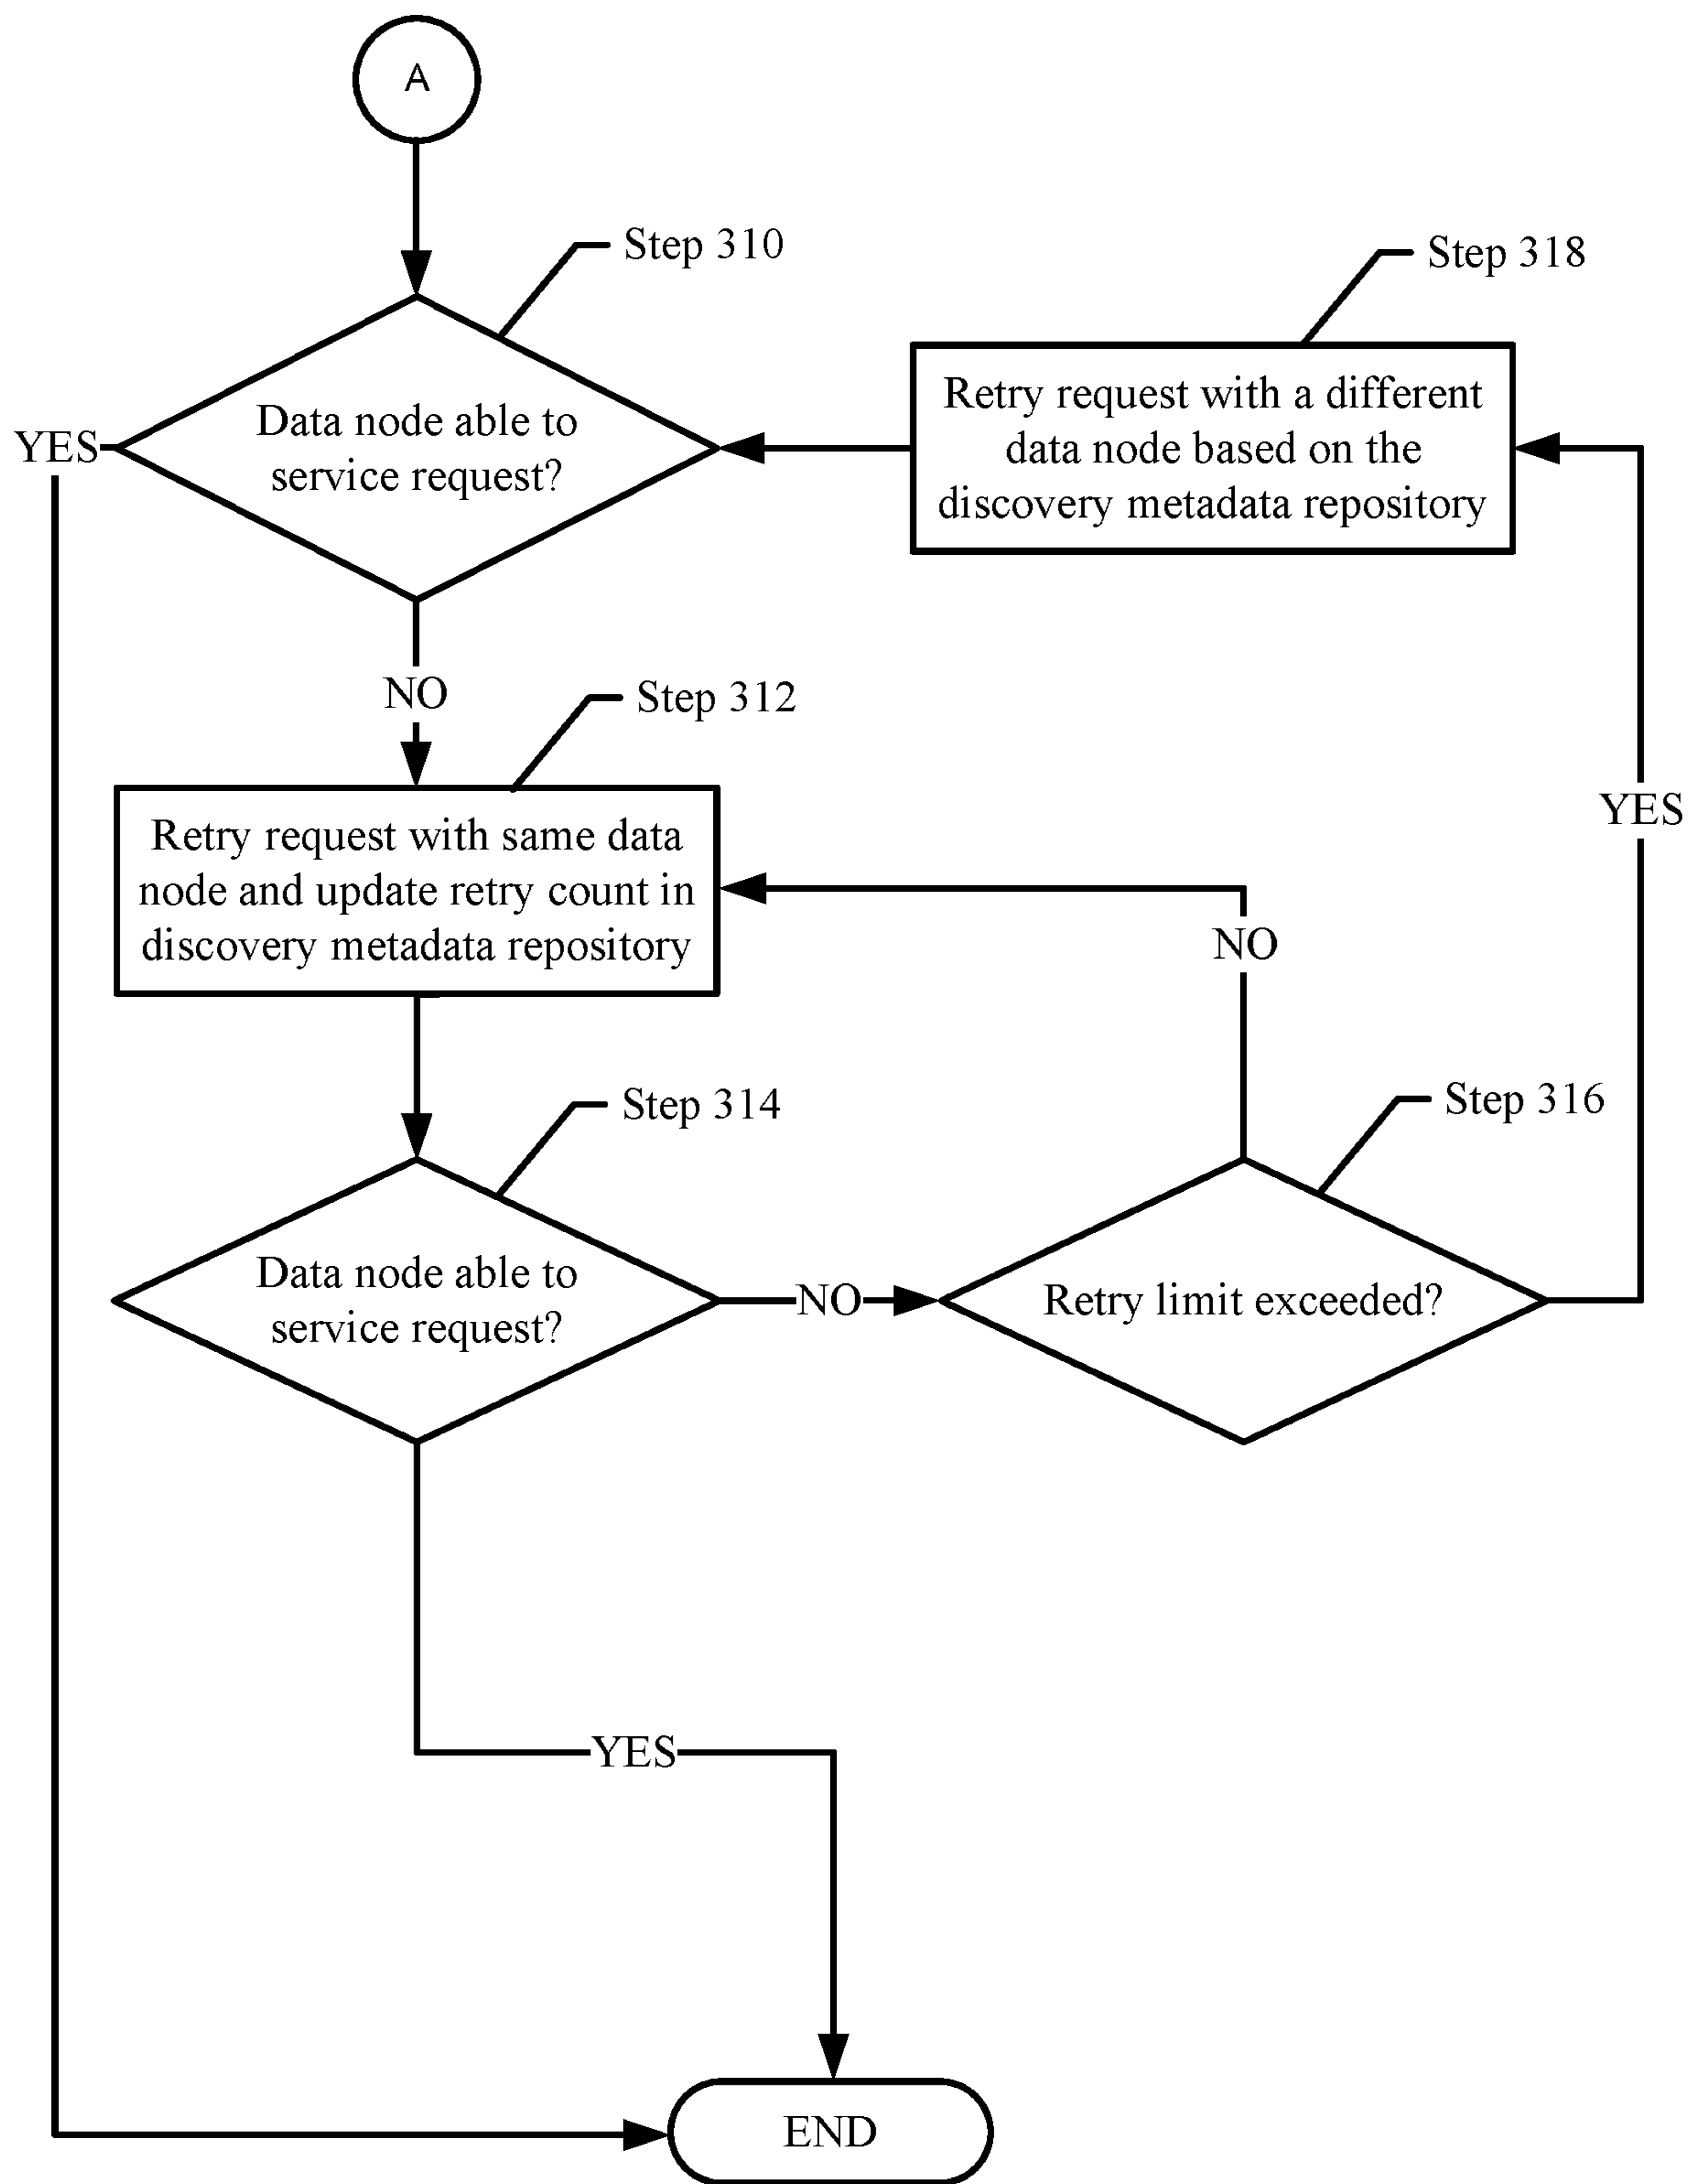 A
Step 310
Step 318
Data node able to
service request?
YES
Retry request with a different
data node based on the
discovery metadata repository
NO
Step 312
YES
Retry request with same data
node and update retry count in
discovery metadata repository
NO
Step 314
Step 316
Data node able to
service request?
NO
Retry limit exceeded?
YES
END